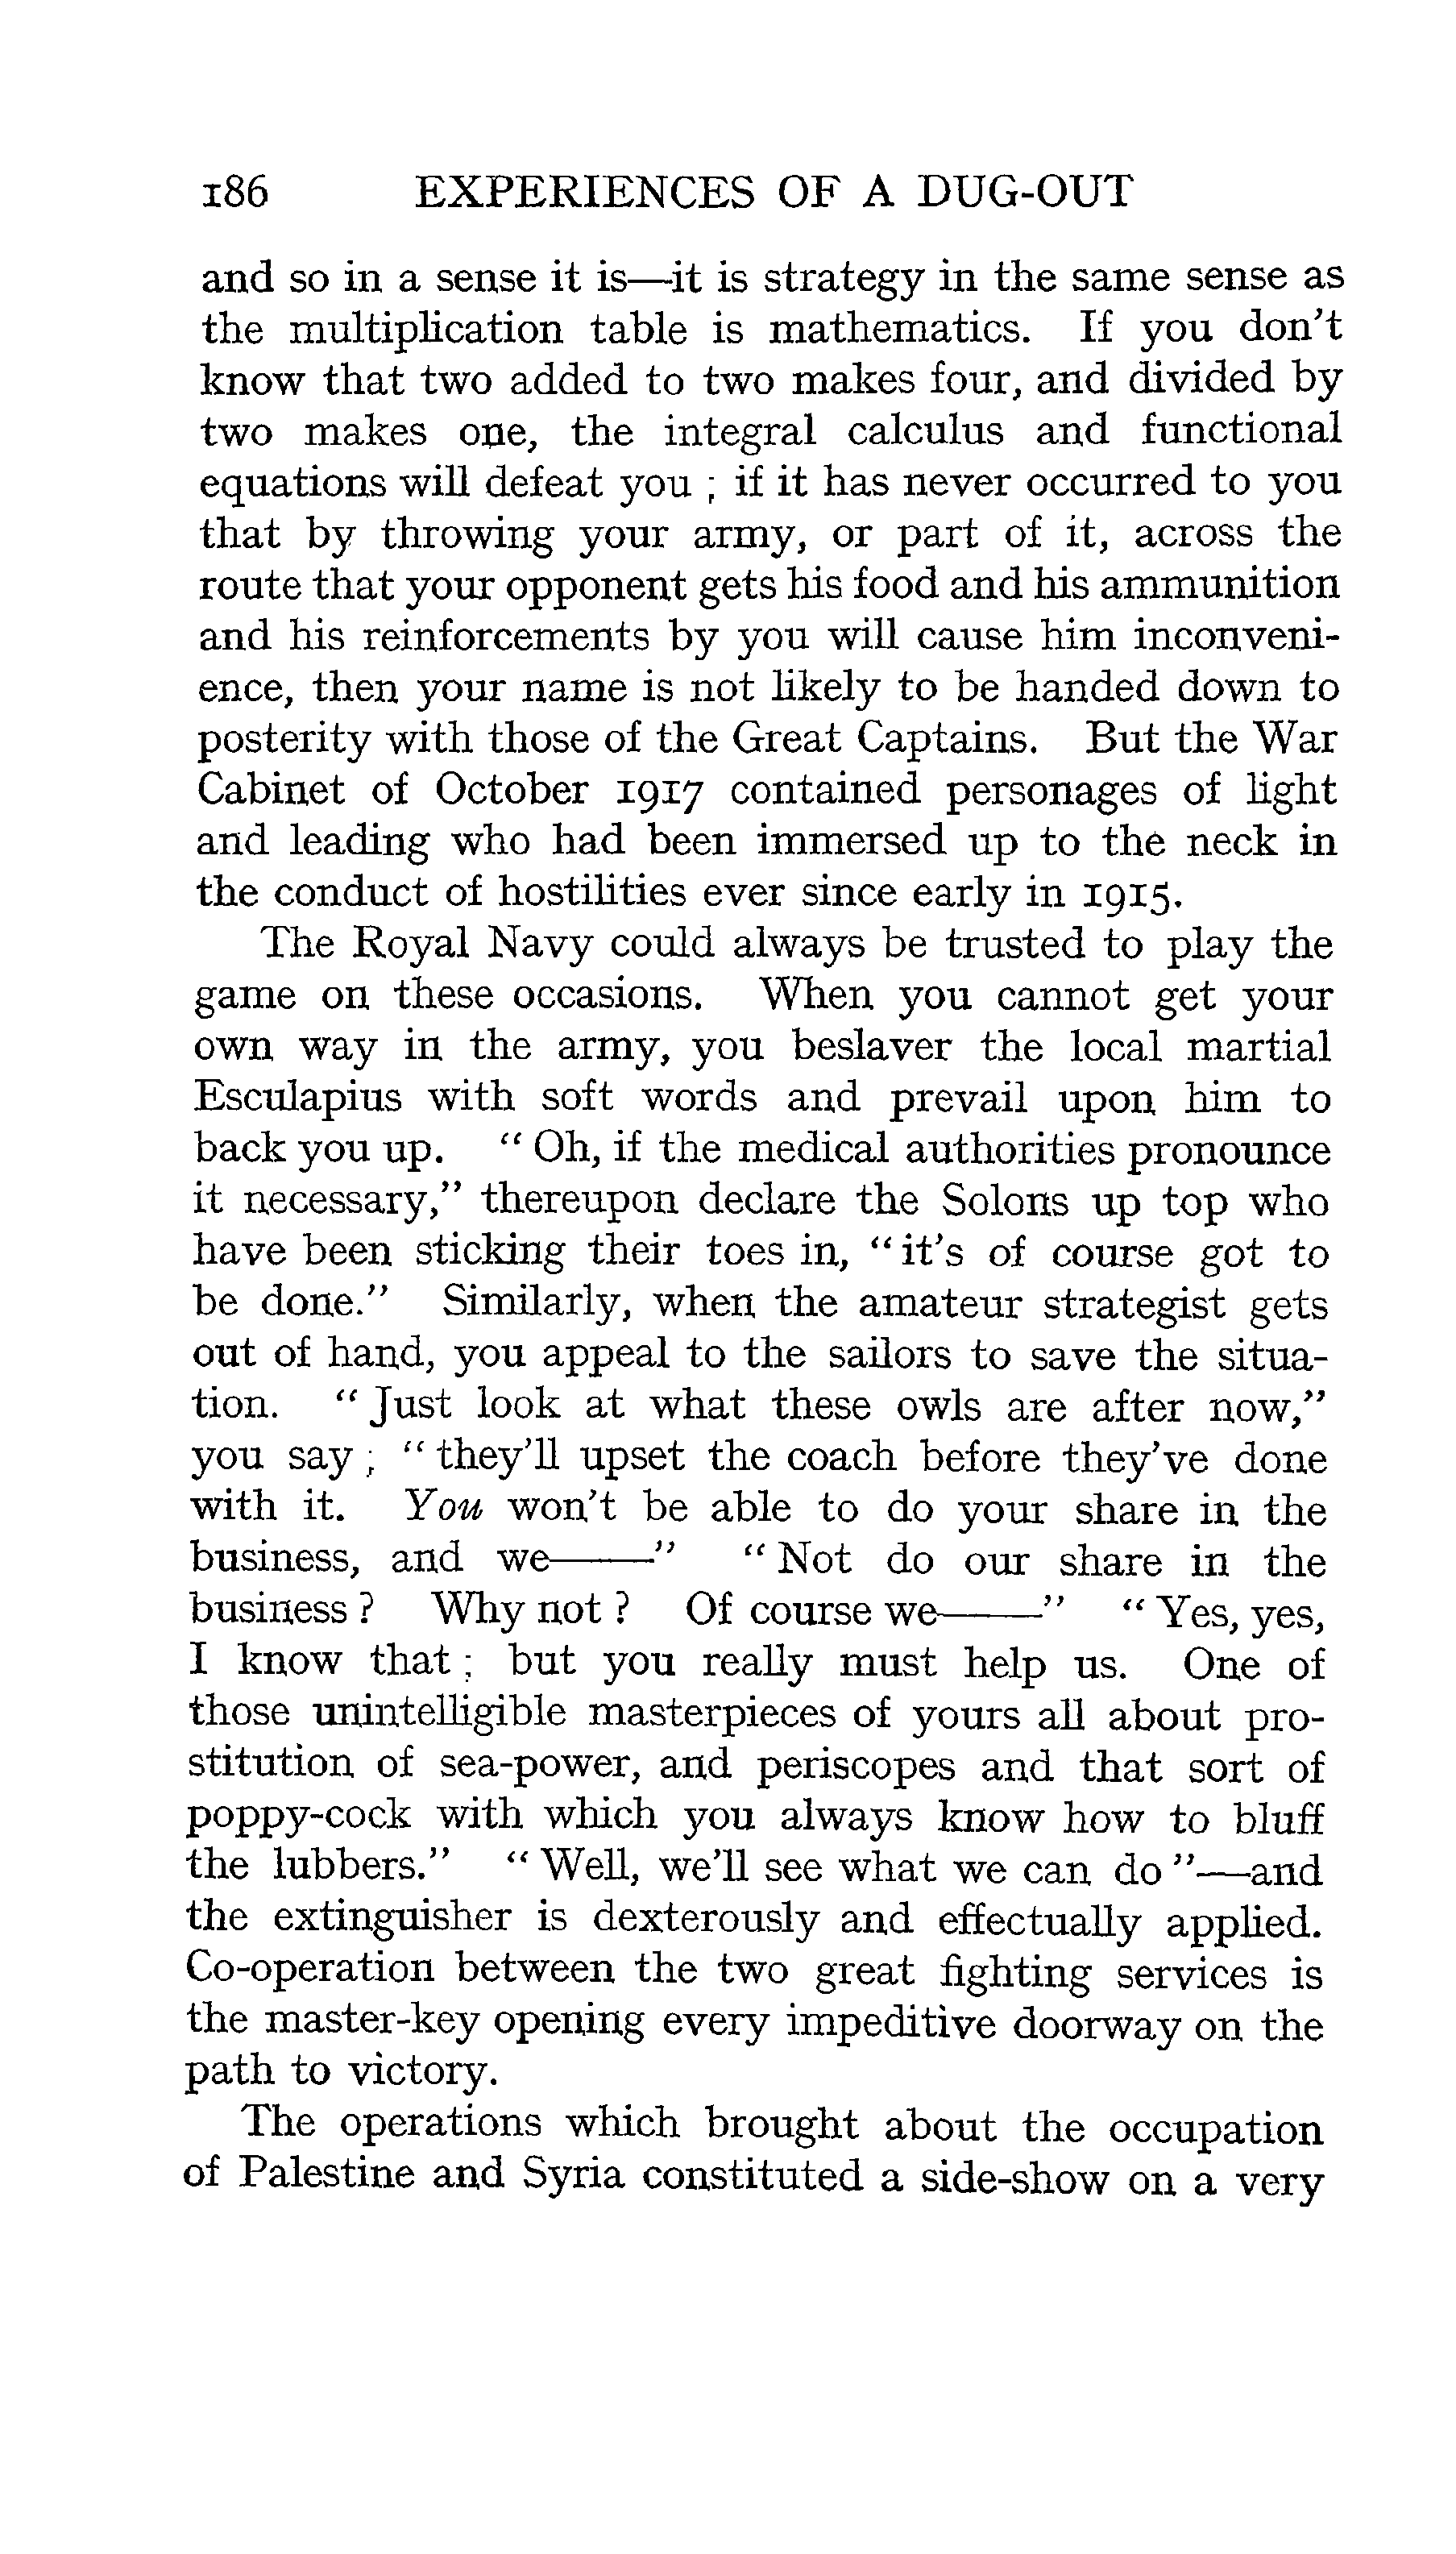 186 EXPERIENCES OF A DUG-OUT
and so in a sense it is—it is strategy in the same sense as
the multiplication table is mathematics. If you don't
know that two added to two makes four, and divided by
two makes one, the integral calculus and functional
equations will defeat you ; if it has never occurred to you
that by throwing your army, or part of it, across the
route that your opponent gets his food and his ammunition
and his reinforcements by you will cause him inconveni-
ence, then your name is not likely to be handed down to
posterity with those of the Great Captains. But the War
Cabinet of October 1917 contained personages of light
and leading who had been immersed up to the neck in
the conduct of hostilities ever since early in 1915.
The Royal Navy could always be trusted to play the
game on these occasions. When you cannot get your
own way in the army, you beslaver the local martial
Esculapius with soft words and prevail upon him to
back you up. “ Oh, if the medical authorities pronounce
it necessary,” thereupon declare the Solons up top who
have been sticking their toes in, “ it's of course got to
be done.” Similarly, when the amateur strategist gets
out of hand, you appeal to the sailors to save the situa-
tion. “ Just look at what these owls are after now,”
you say ; “ they'll upset the coach before they've done
with it. You won't be able to do your share in the
business, and we——” “ Not do our share in the
business ? Why not ? Of course we——” “ Yes, yes,
I know that ; but you really must help us. One of
those unintelligible masterpieces of yours all about pro-
stitution of sea-power, and periscopes and that sort of
poppy-cock with which you always know how to bluff
the lubbers.” “ Well, we'll see what we can do ”—and
the extinguisher is dexterously and effectually applied.
Co-operation between the two great fighting services is
the master-key opening every impeditive doorway on the
path to victory.
The operations which brought about the occupation
of Palestine and Syria constituted a side-show on a very